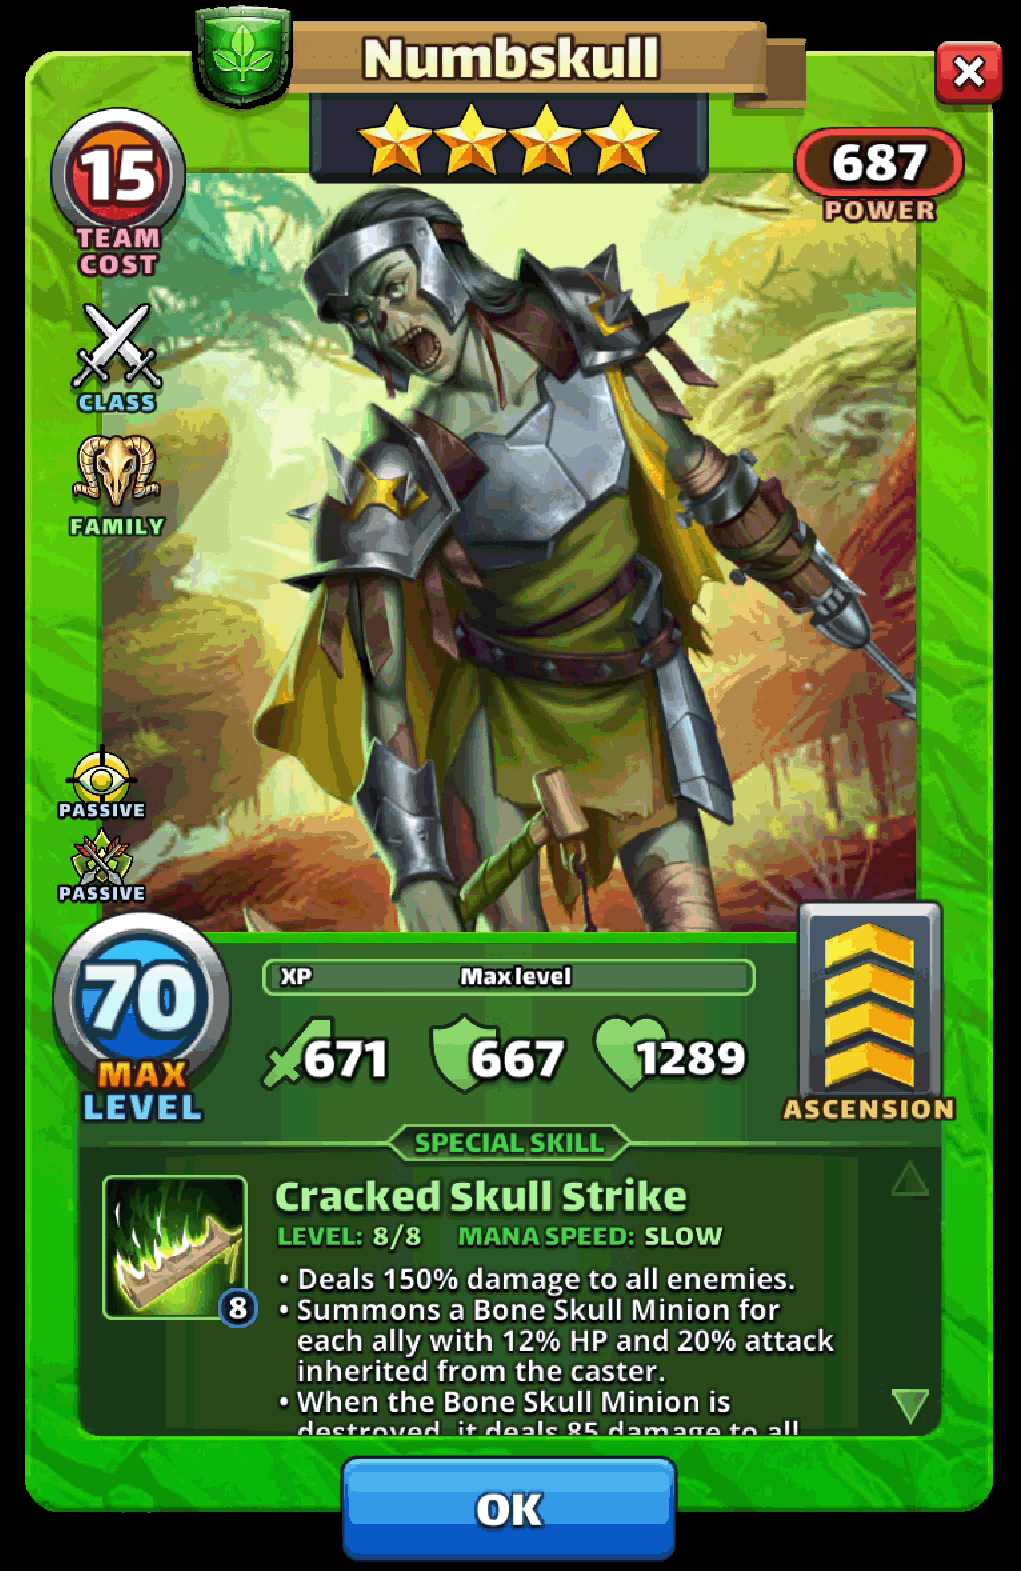 Numbskull
15
TEAM
COST
687
POWER
CLASS
FAMILY
PASSIVE
PASSIVE
70
MAX
LEVEL
XP Max level
671 667 1289
ASCENSION
SPECIAL SKILL
Cracked Skull Strike
LEVEL: 8/8 MANA SPEED: SLOW
8
• Deals 150% damage to all enemies.
• Summons a Bone Skull Minion for
each ally with 12% HP and 20% attack
inherited from the caster.
• When the Bone Skull Minion is
destroyed, it deals 85 damage to all
OK